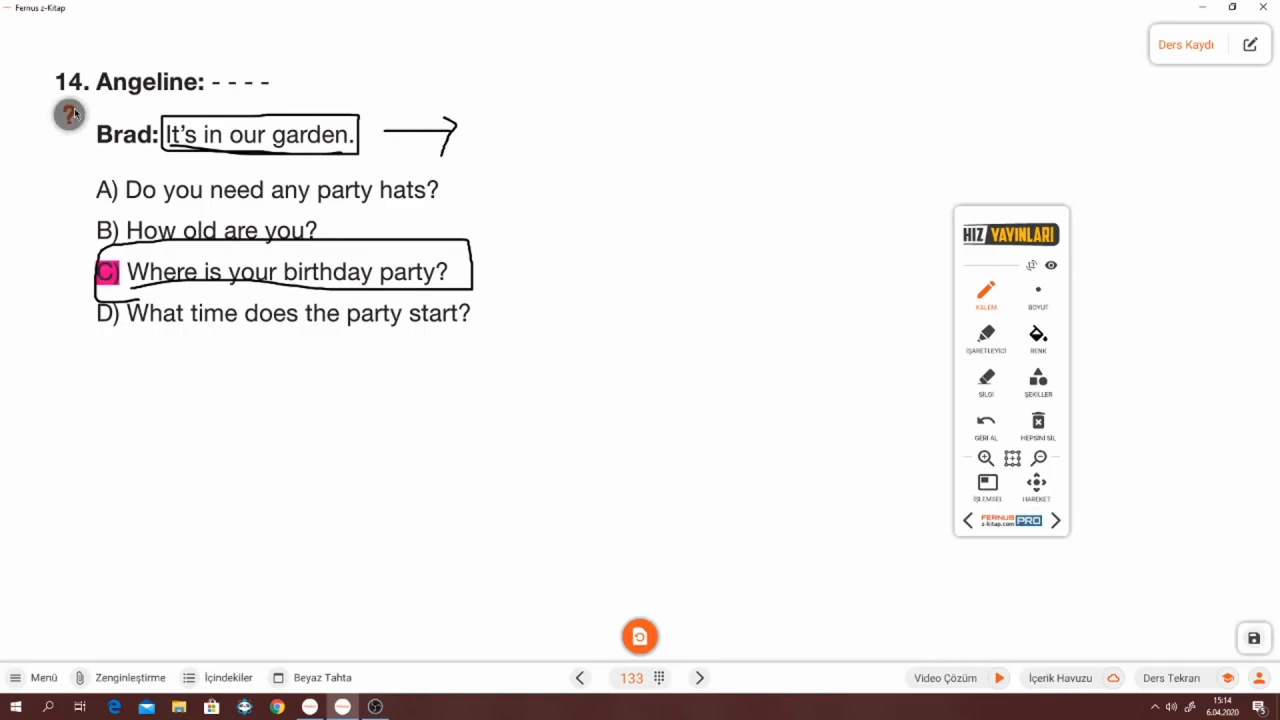 Fernus z-Kitap
Ders Kaydı
14. Angeline: - - - -
Brad: It's in our garden.
A) Do you need any party hats?
B) How old are you?
C) Where is your birthday party?
D) What time does the party start?
HIZ YAYINLARI
KALEM
BOYUT
İŞARETLEYİCİ
RENK
SİLGİ
ŞEKİLLER
GERİ AL
HEPSİNİ SİL
İŞLEMSEL
HAREKET
FERNUS
z-kitap.com PRO
Menü
Zenginleştirme
İçindekiler
Beyaz Tahta
133
Video Çözüm
İçerik Havuzu
Ders Tekrarı
15:14
6.04.2020
5